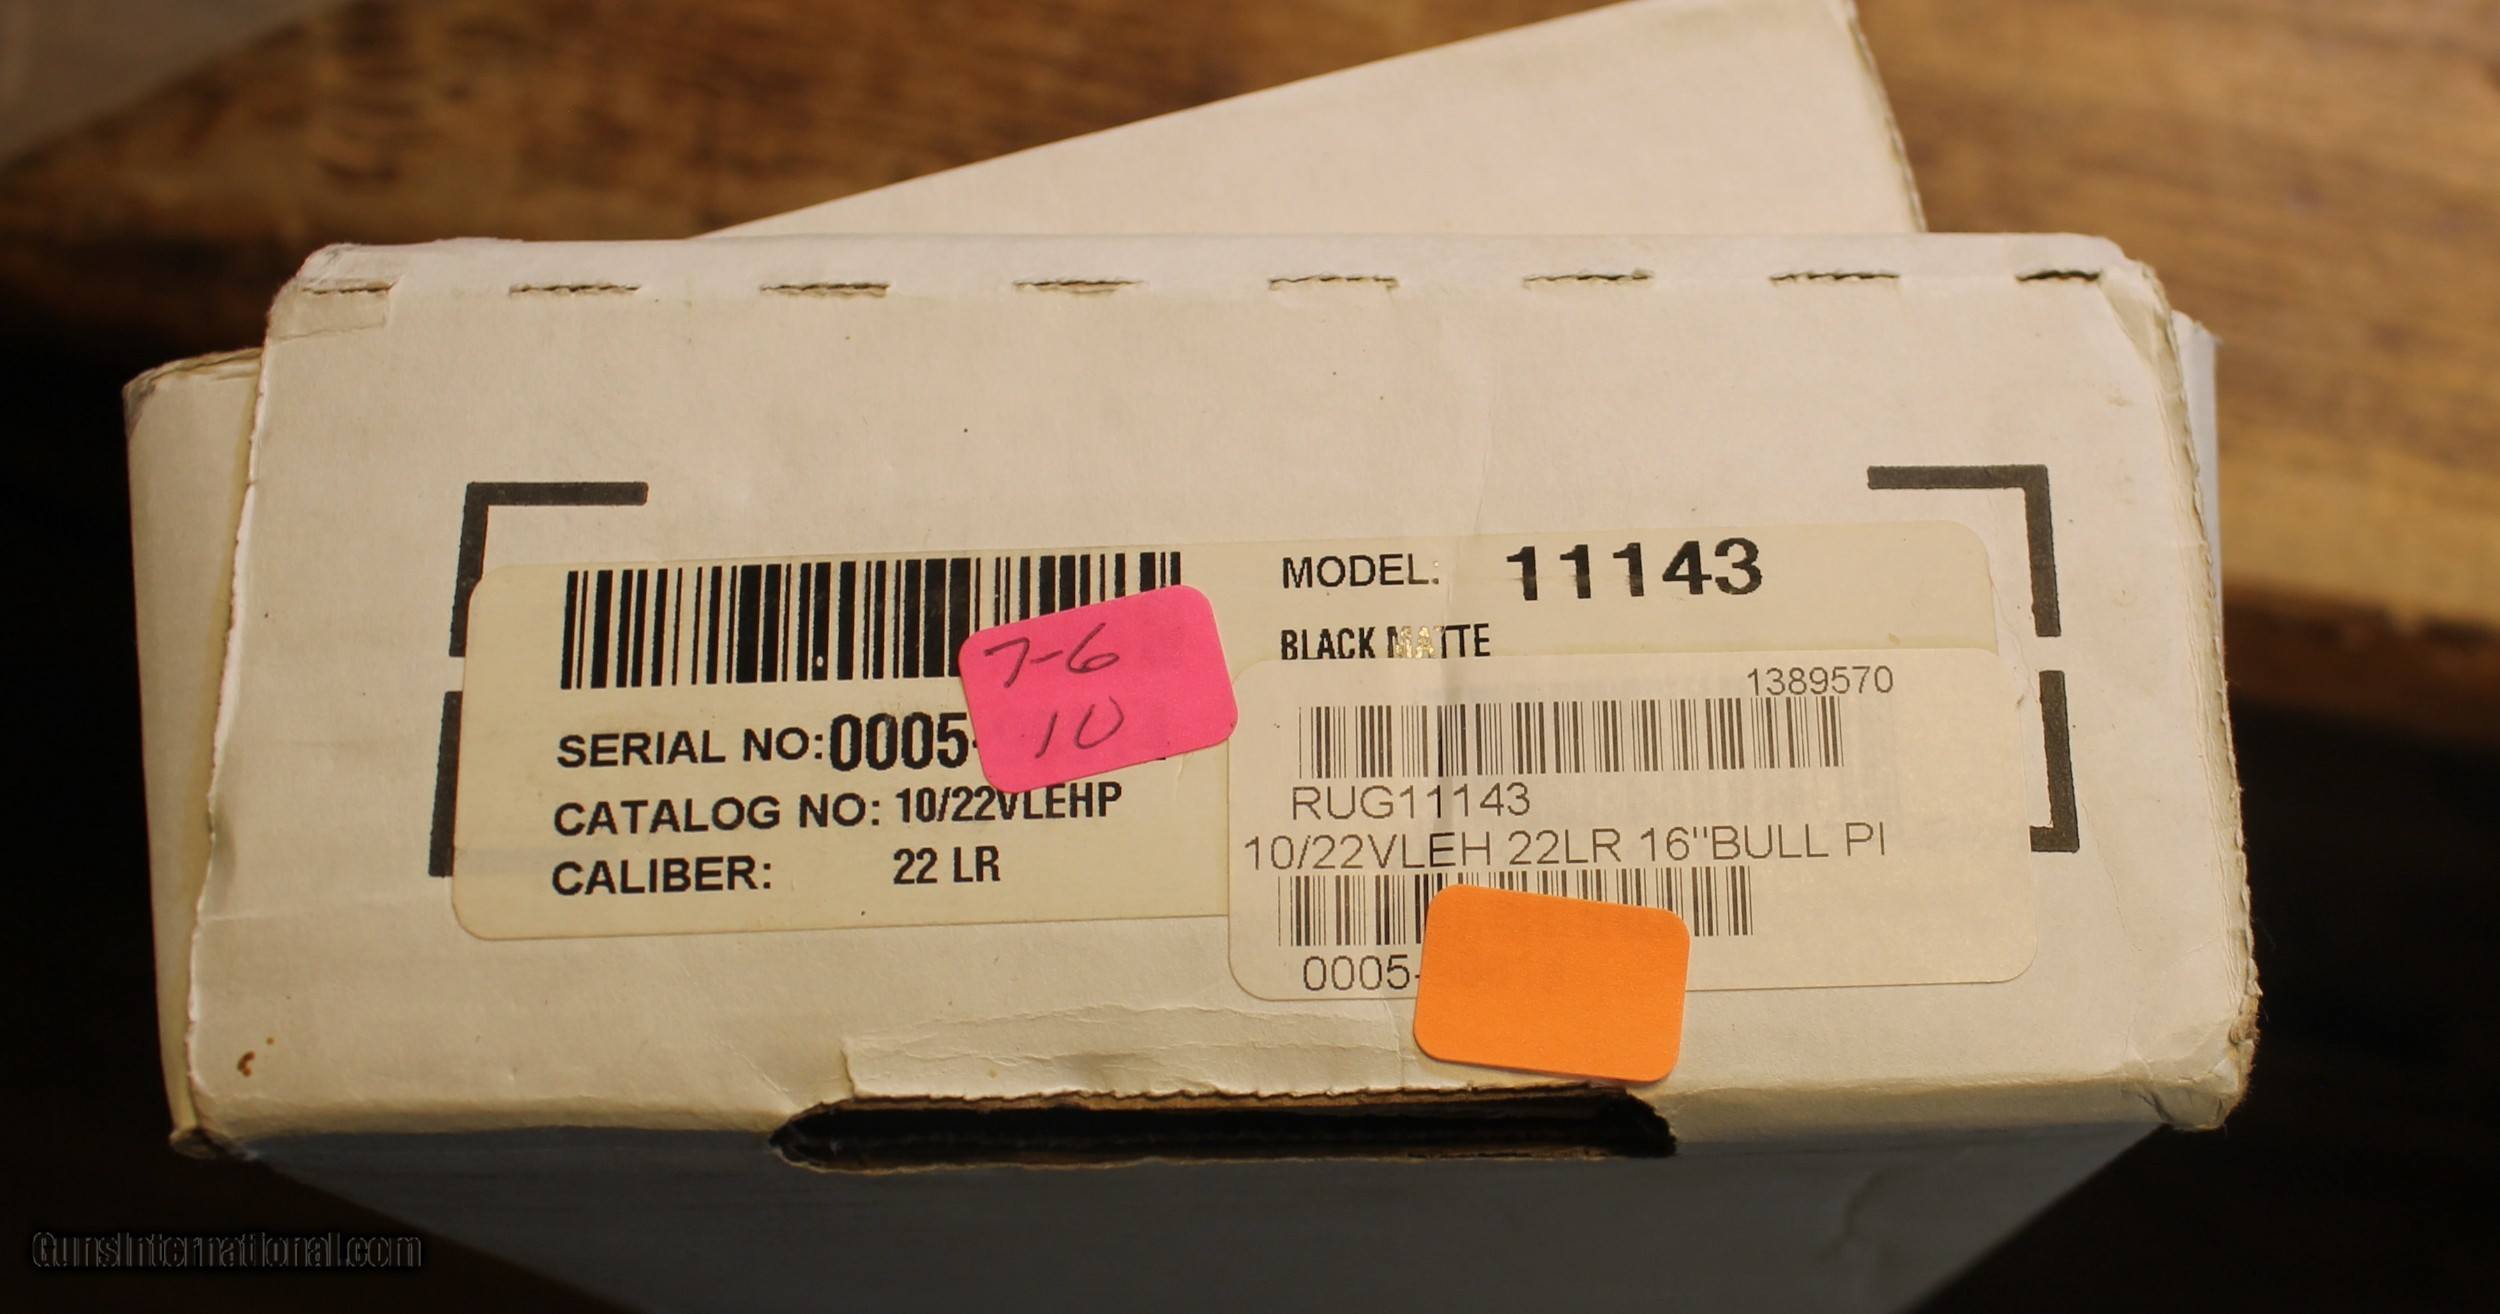 MODEL: 11143
BLACK MATTE
7-6
10
SERIAL NO: 0005-
CATALOG NO: 10/22VLEHP
CALIBER: 22 LR
1389570
RUG11143
10/22VLEH 22LR 16"BULL PI
0005-
GunsInternational.com